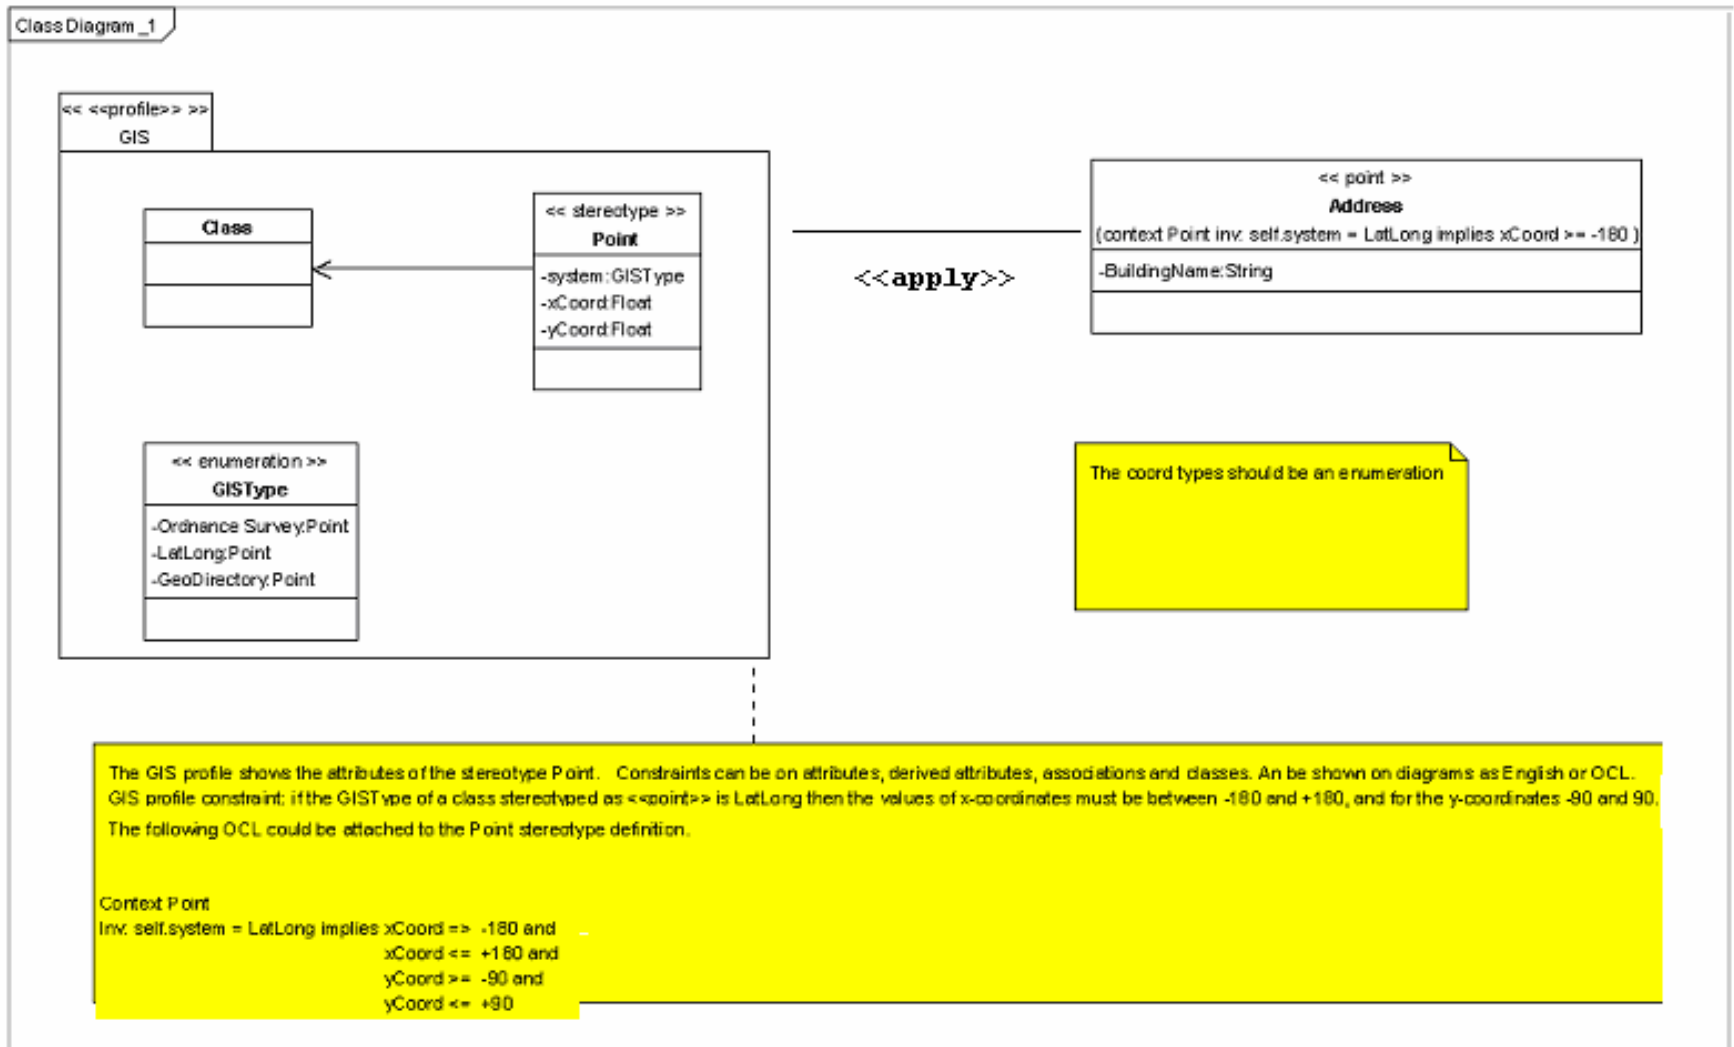 Class Diagram _1
<< <<profile>> >>
GIS
Class
<< stereotype >>
Point
-system:GISType
-xCoord:Float
-yCoord:Float
<< enumeration >>
GISType
-Ordnance Survey:Point
-LatLong:Point
-GeoDirectory:Point
<<apply>>
<< point >>
Address
(context Point inv: self.system = LatLong implies xCoord >= -180 )
-BuildingName:String
The coord types should be an enumeration
The GIS profile shows the attributes of the stereotype Point. Constraints can be on attributes, derived attributes, associations and classes. An be shown on diagrams as English or OCL.
GIS profile constraint: if the GISType of a class stereotyped as <<point>> is LatLong then the values of x-coordinates must be between -180 and +180, and for the y-coordinates -90 and 90.
The following OCL could be attached to the Point stereotype definition.
Context Point
Inv: self.system = LatLong implies xCoord => -180 and
xCoord <= +180 and
yCoord >= -90 and
yCoord <= +90